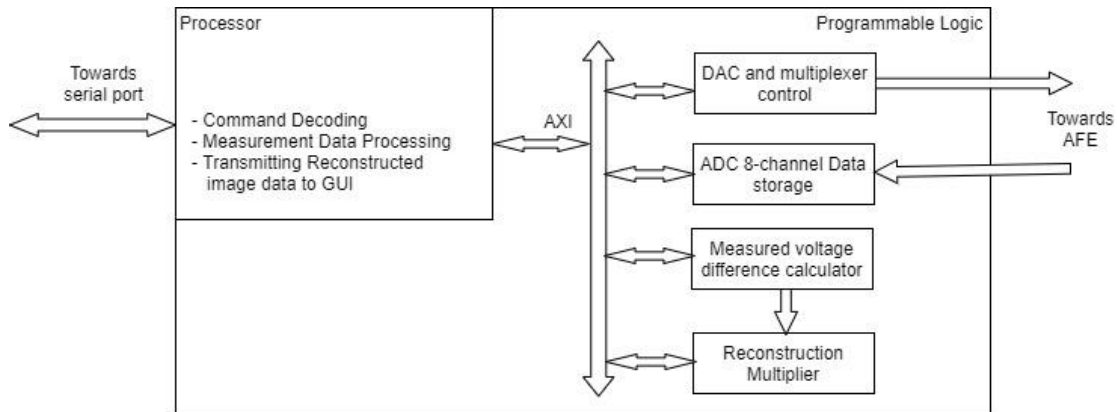 Processor
Programmable Logic
Towards
serial port
- Command Decoding
- Measurement Data Processing
- Transmitting Reconstructed
image data to GUI
AXI
DAC and multiplexer
control
Towards
AFE
ADC 8-channel Data
storage
Measured voltage
difference calculator
Reconstruction
Multiplier